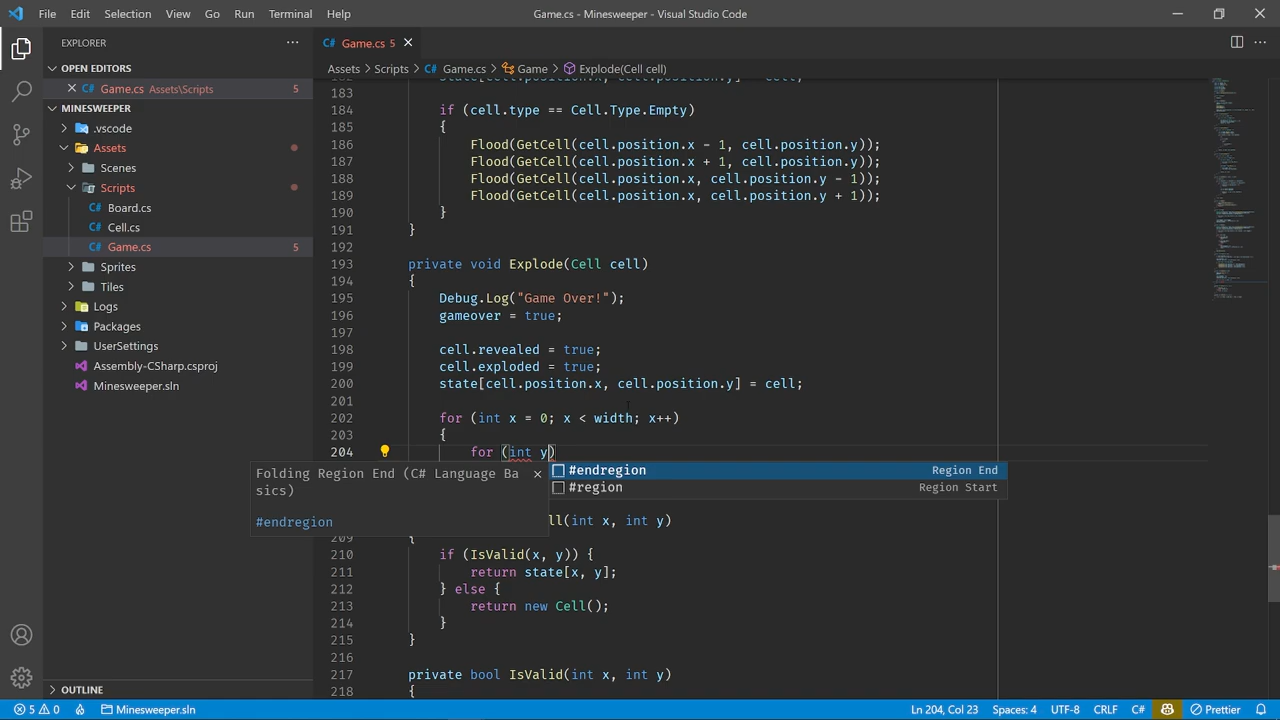 File Edit Selection View Go Run Terminal Help
Game.cs - Minesweeper - Visual Studio Code
EXPLORER
OPEN EDITORS
Game.cs Assets\Scripts 5
MINESWEEPER
.vscode
Assets
Scenes
Scripts
C# Board.cs
C# Cell.cs
C# Game.cs 5
Sprites
Tiles
Logs
Packages
UserSettings
Assembly-CSharp.csproj
Minesweeper.sln
OUTLINE
C# Game.cs 5
Assets > Scripts > C# Game.cs > Game > Explode(Cell cell)
183
184 if (cell.type == Cell.Type.Empty)
185 {
186 Flood(GetCell(cell.position.x - 1, cell.position.y));
187 Flood(GetCell(cell.position.x + 1, cell.position.y));
188 Flood(GetCell(cell.position.x, cell.position.y - 1));
189 Flood(GetCell(cell.position.x, cell.position.y + 1));
190 }
191 }
192
193 private void Explode(Cell cell)
194 {
195 Debug.Log("Game Over!");
196 gameover = true;
197
198 cell.revealed = true;
199 cell.exploded = true;
200 state[cell.position.x, cell.position.y] = cell;
201
202 for (int x = 0; x < width; x++)
203 {
204 for (int y)
Folding Region End (C# Language Ba
sics)
#endregion
#endregion Region End
#region Region Start
ll(int x, int y)
209 {
210 if (IsValid(x, y)) {
211 return state[x, y];
212 } else {
213 return new Cell();
214 }
215 }
217 private bool IsValid(int x, int y)
218 {
5 0 Minesweeper.sln
Ln 204, Col 23 Spaces: 4 UTF-8 CRLF C# Prettier